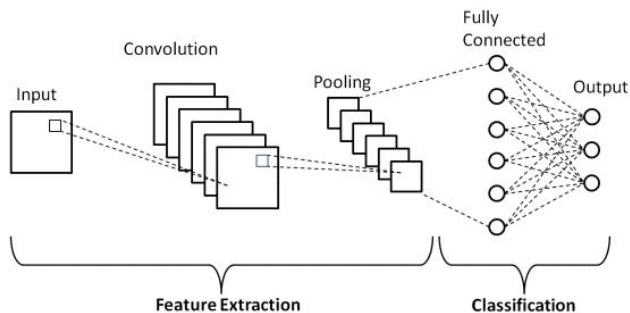 Input
Convolution
Pooling
Fully
Connected
Output
Feature Extraction
Classification